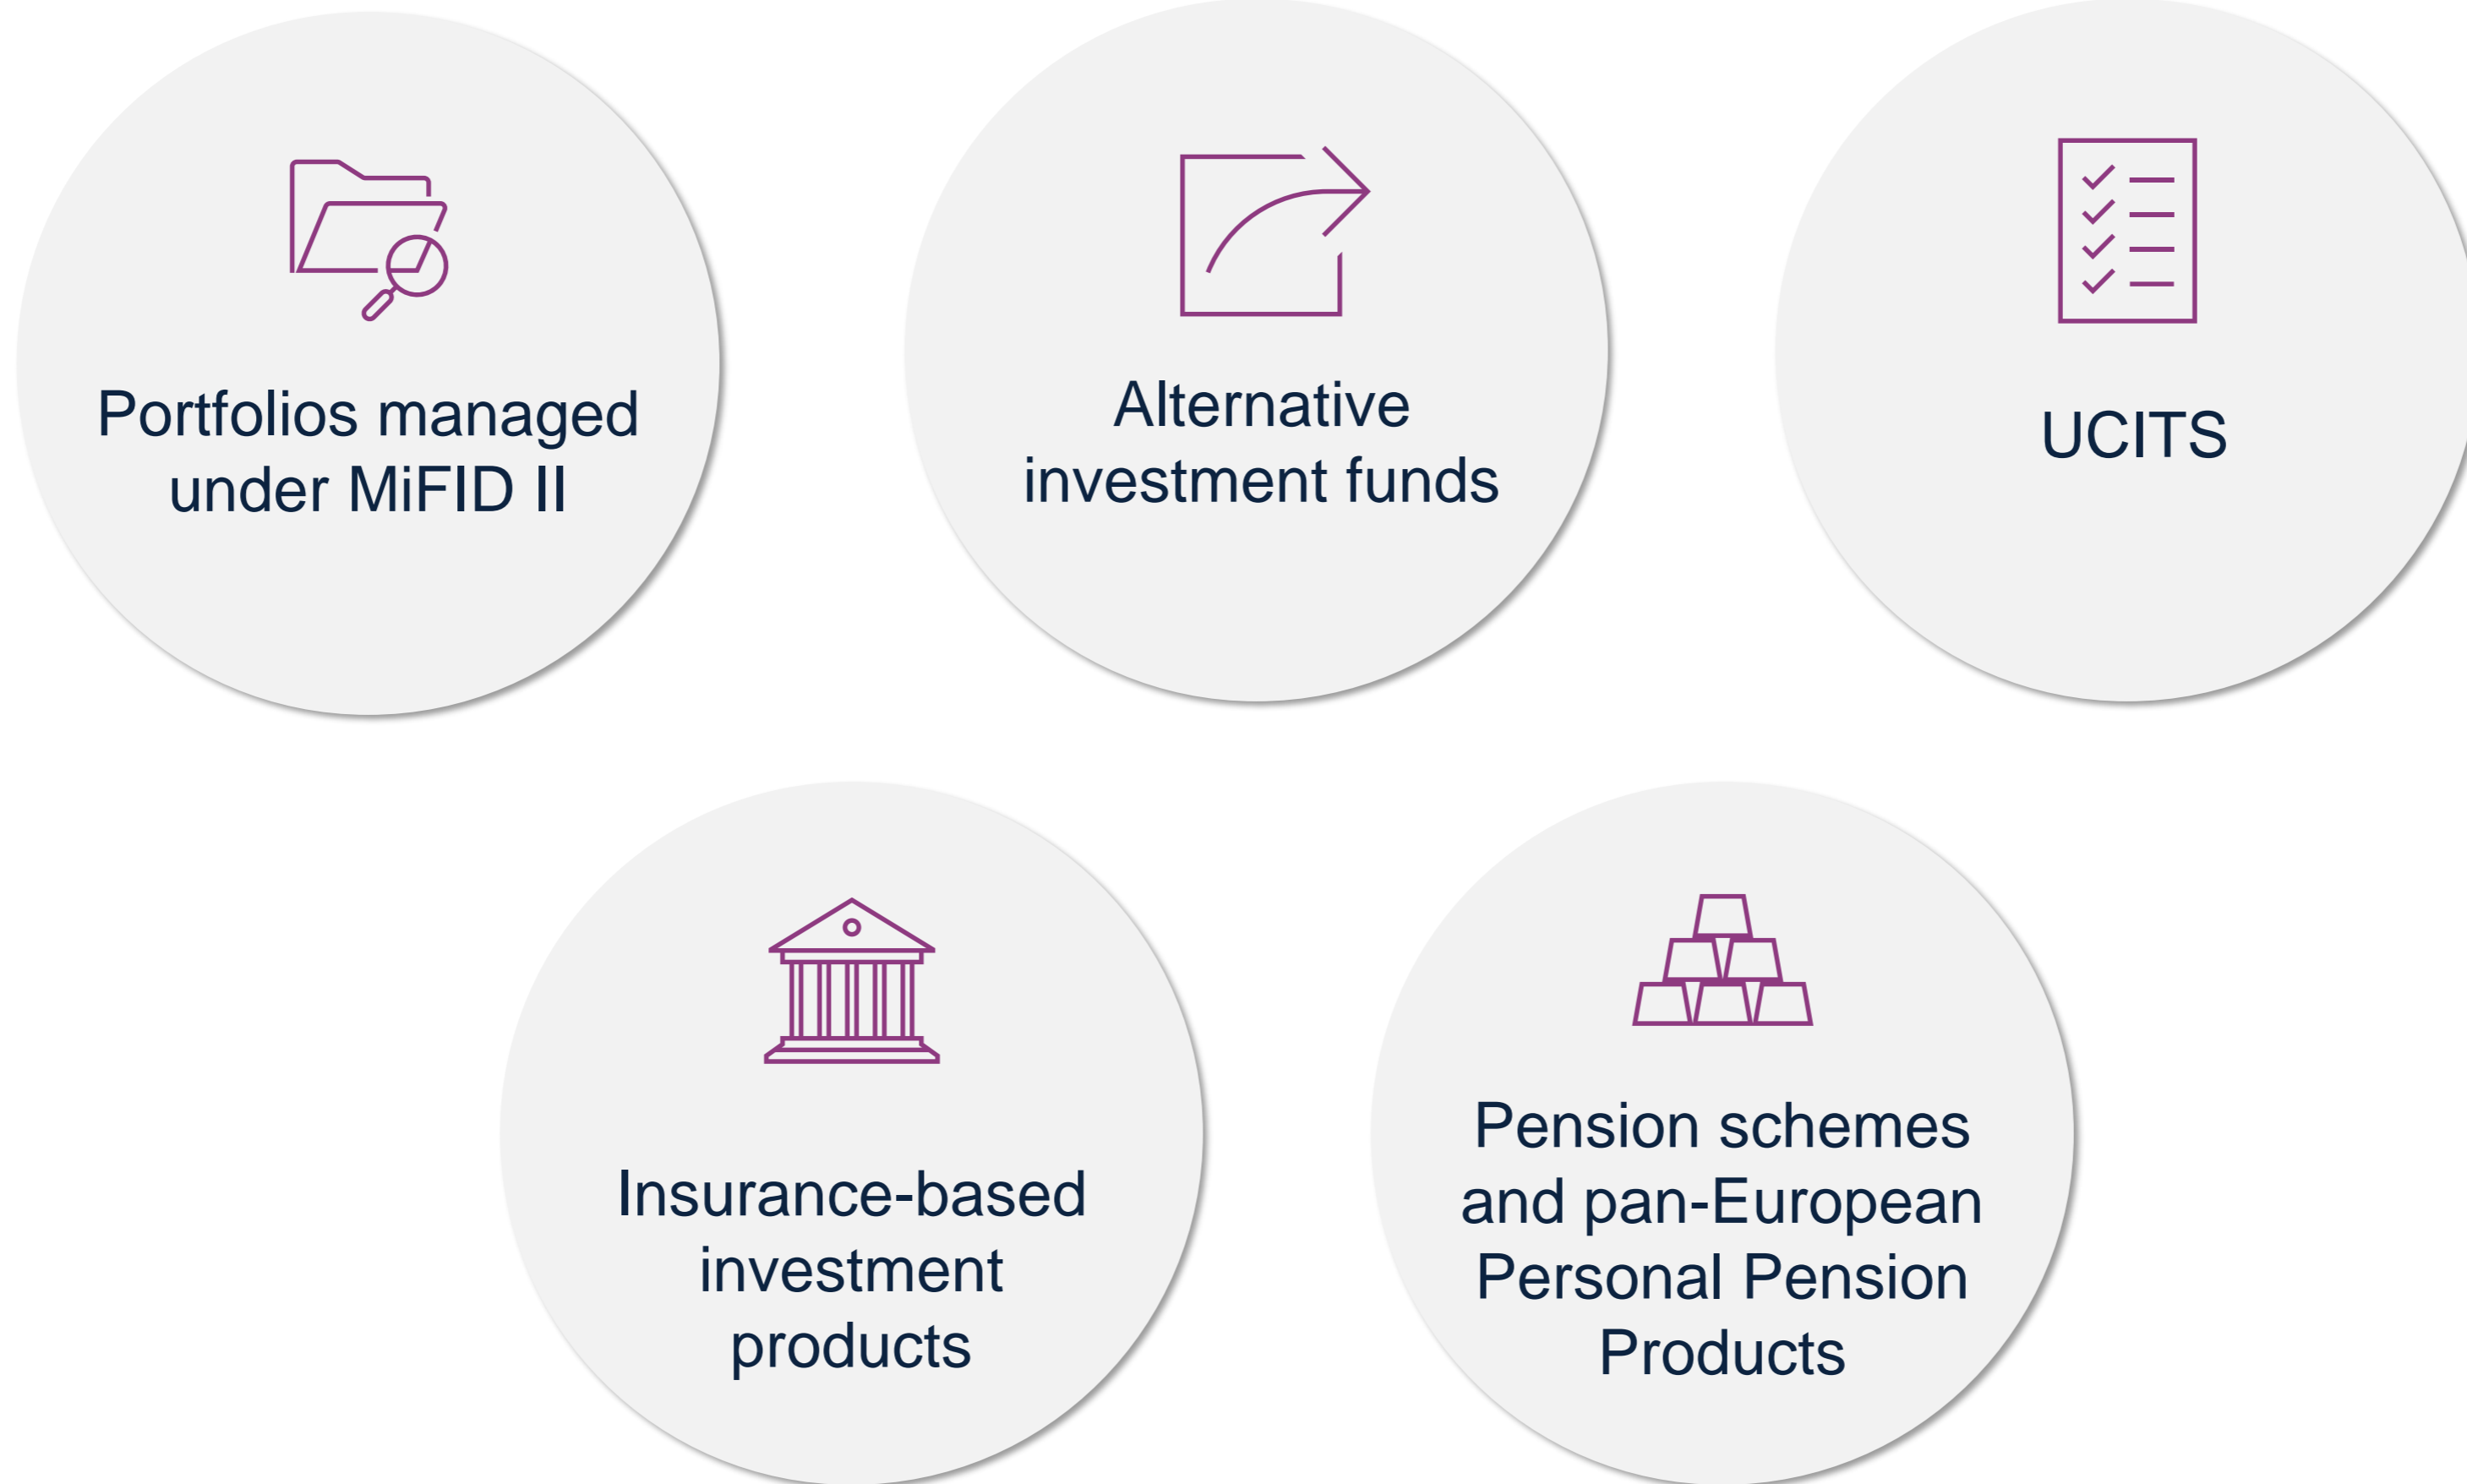 Portfolios managed
under MiFID II
Alternative
investment funds
UCITS
Insurance-based
investment
products
Pension schemes
and pan-European
Personal Pension
Products